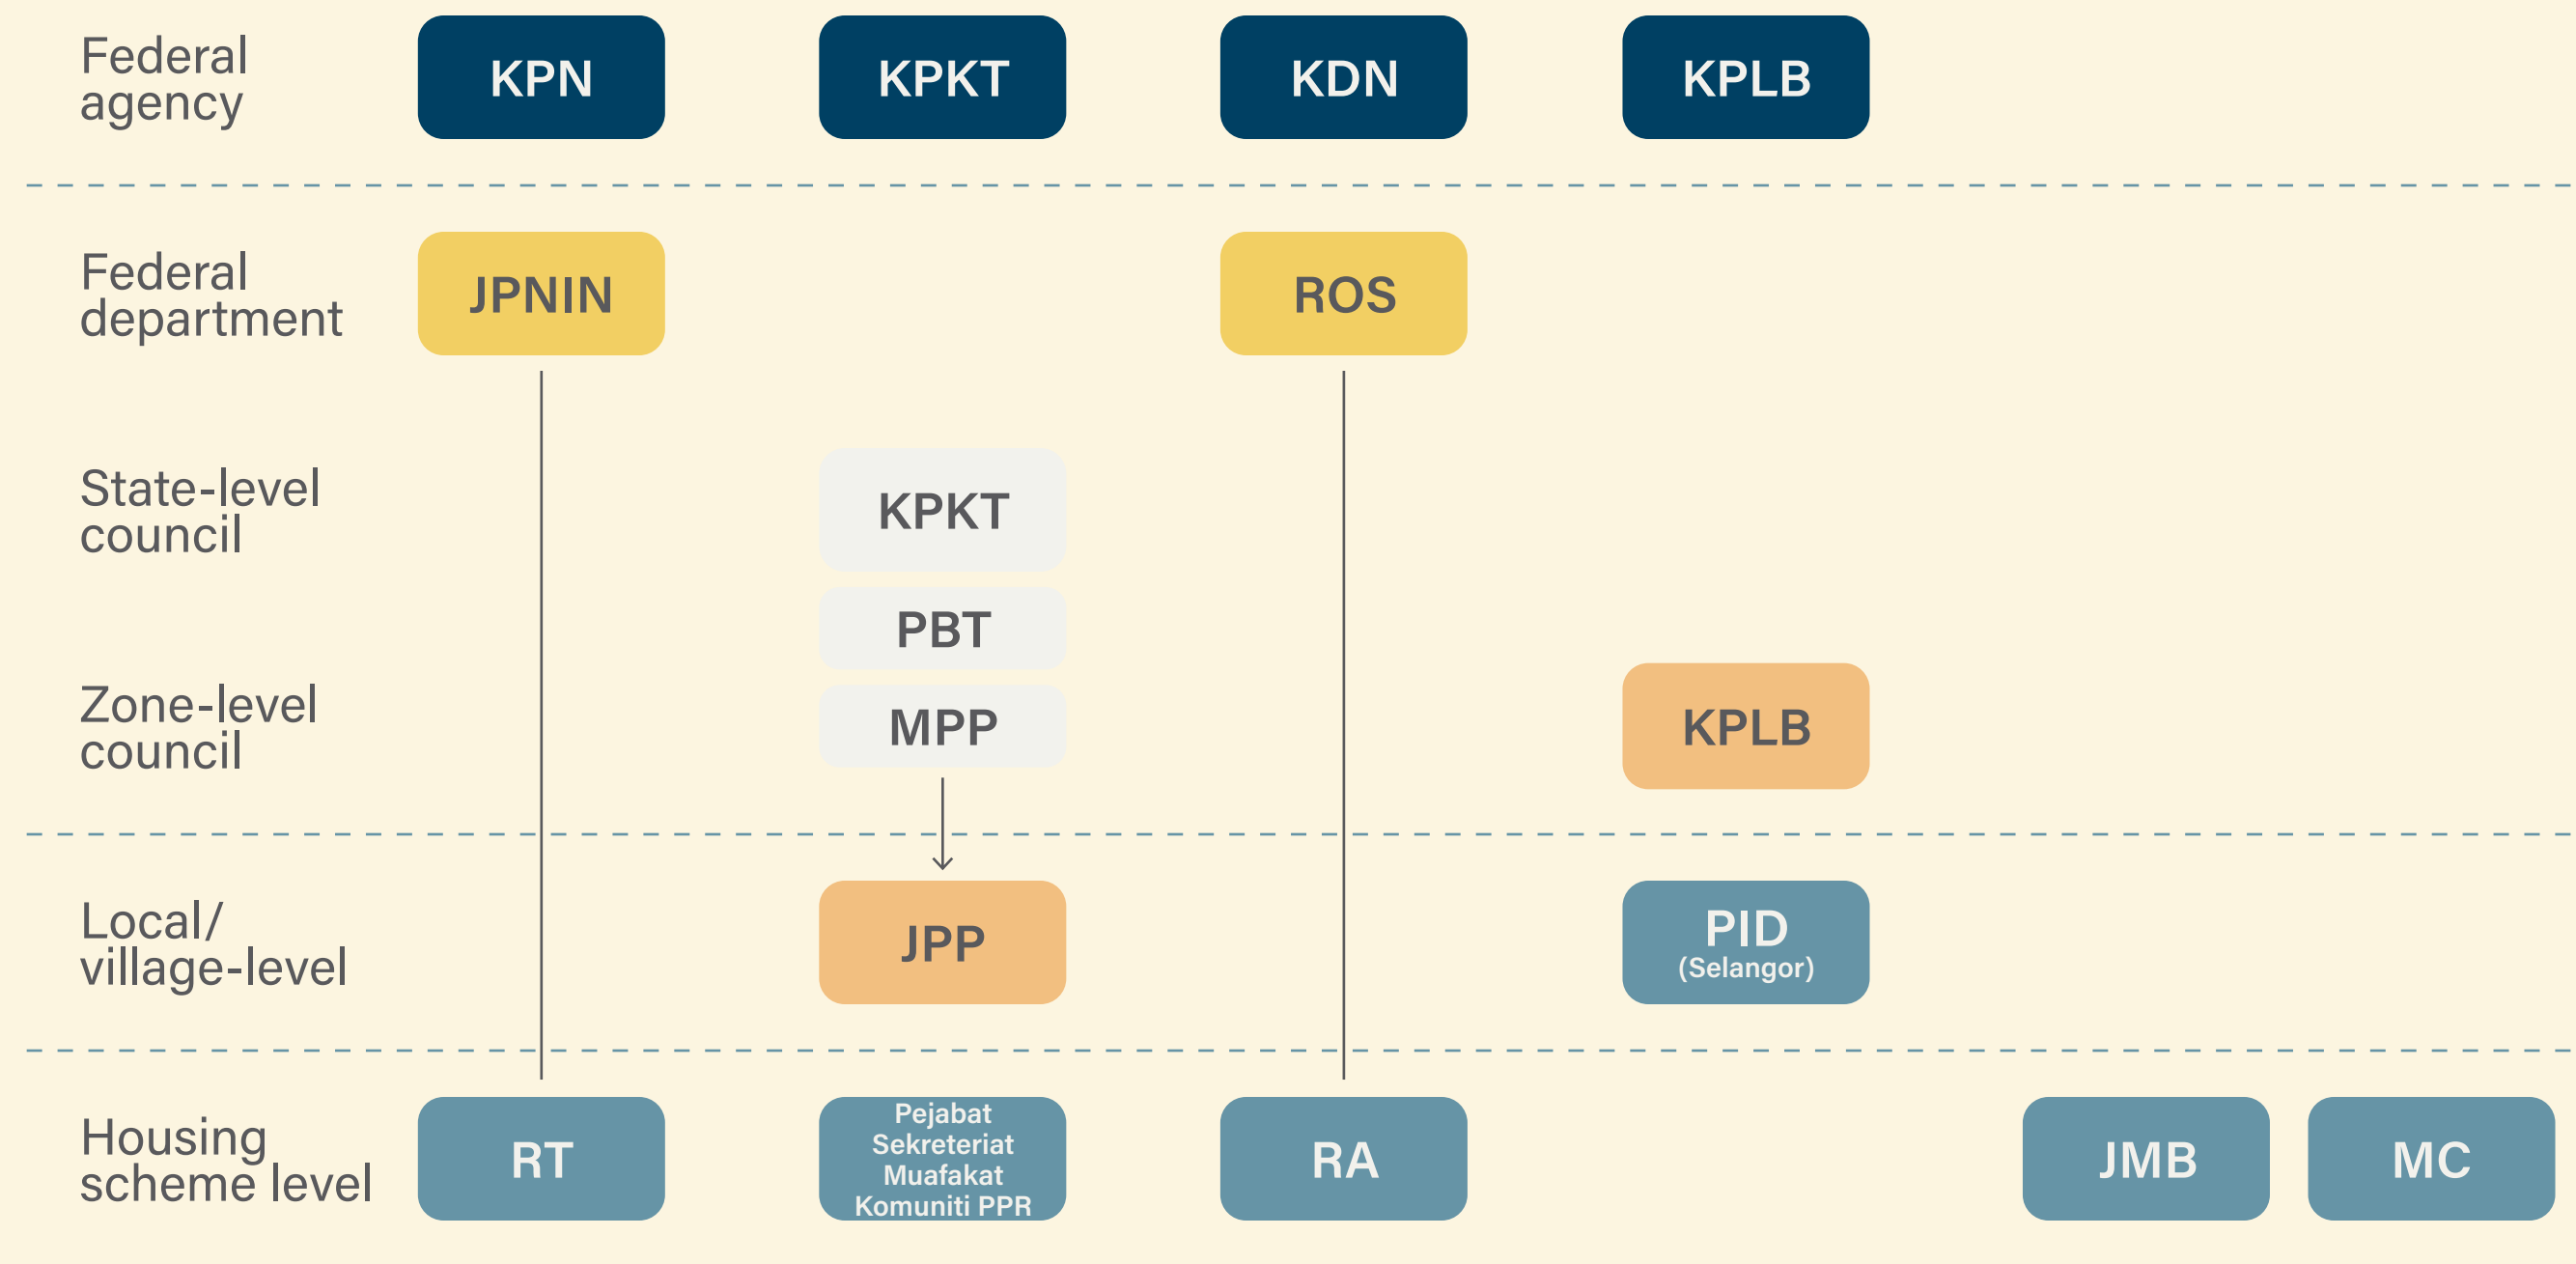 Federal
agency
KPN
KPKT
KDN
KPLB
Federal
department
JPNIN
ROS
State-level
council
KPKT
PBT
Zone-level
council
MPP
KPLB
Local/
village-level
JPP
PID
(Selangor)
Housing
scheme level
RT
Pejabat
Sekreteriat
Muafakat
Komuniti PPR
RA
JMB
MC